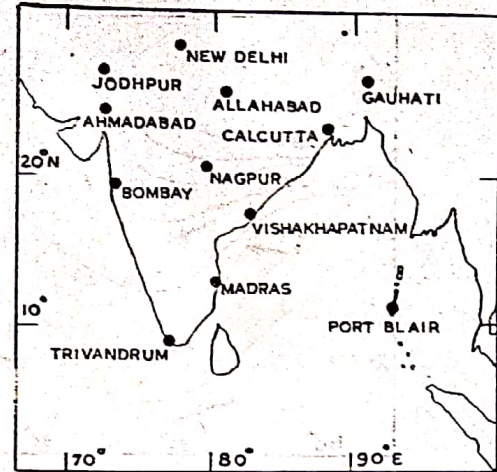 NEW DELHI
JODHPUR
ALLAHABAD
GAUHATI
AHMADABAD
CALCUTTA
20°N
BOMBAY
NAGPUR
VISHAKHAPATNAM
MADRAS
10°
PORT BLAIR
TRIVANDRUM
70° 80° 90°E